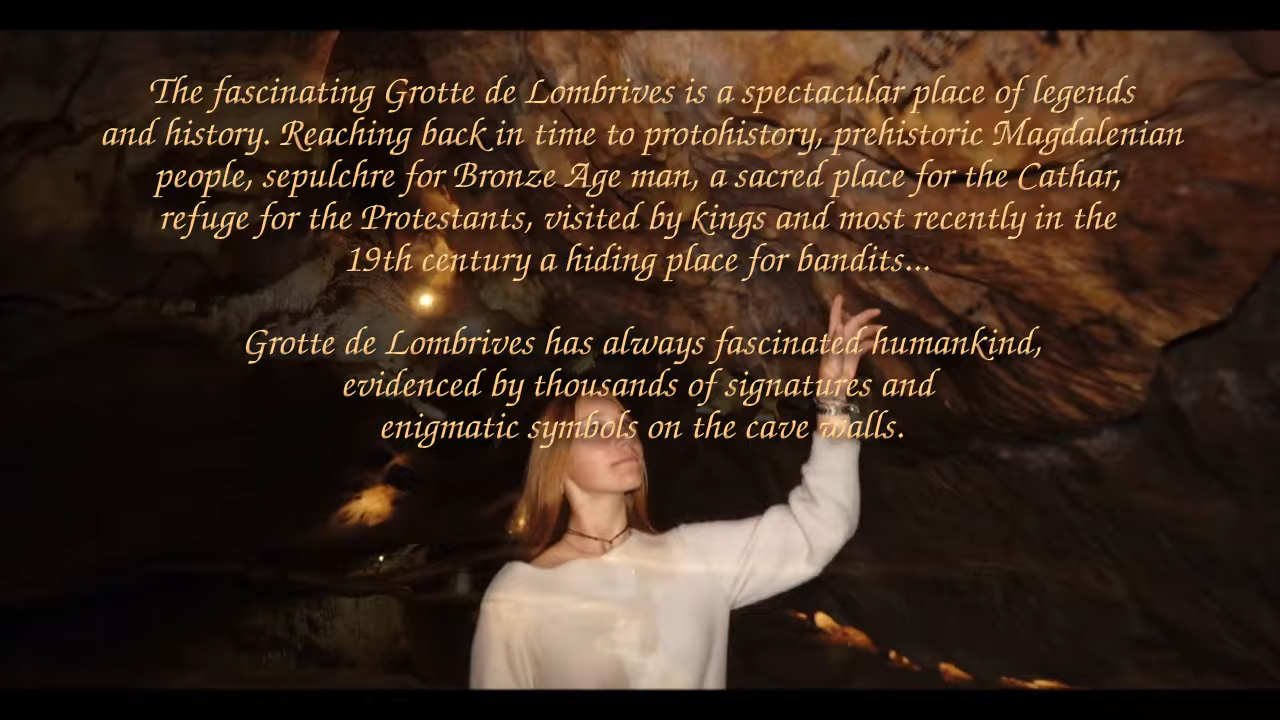 The fascinating Grotte de Lombrives is a spectacular place of legends
and history. Reaching back in time to protohistory, prehistoric Magdalenian
people, sepulchre for Bronze Age man, a sacred place for the Cathar,
refuge for the Protestants, visited by kings and most recently in the
19th century a hiding place for bandits...
Grotte de Lombrives has always fascinated humankind,
evidenced by thousands of signatures and
enigmatic symbols on the cave walls.